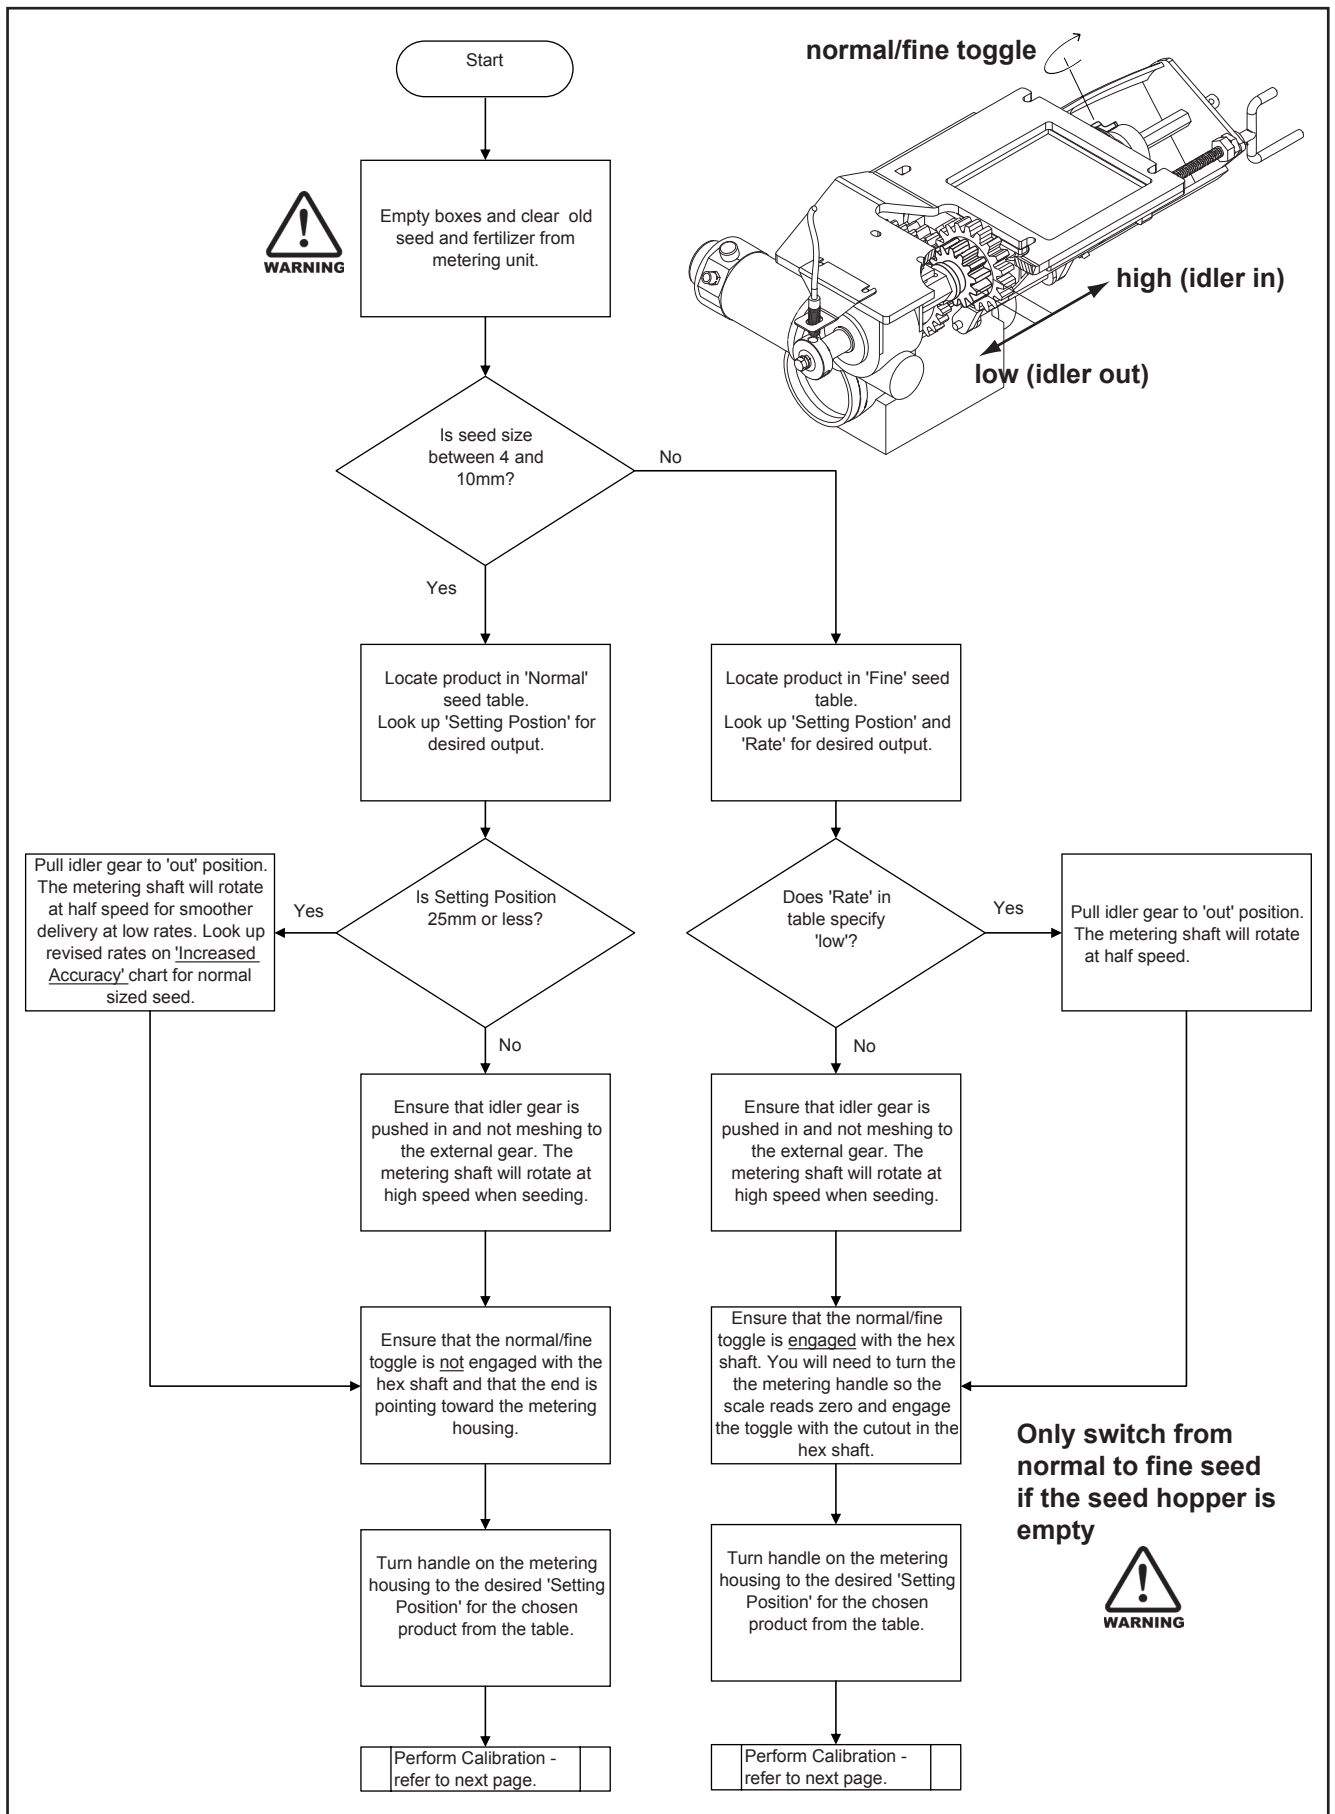 Start
normal/fine toggle
high (idler in)
low (idler out)
WARNING
Empty boxes and clear old
seed and fertilizer from
metering unit.
Is seed size
between 4 and
10mm?
No
Yes
Locate product in 'Normal'
seed table.
Look up 'Setting Postion' for
desired output.
Locate product in 'Fine' seed
table.
Look up 'Setting Postion' and
'Rate' for desired output.
Pull idler gear to 'out' position.
The metering shaft will rotate
at half speed for smoother
delivery at low rates. Look up
revised rates on 'Increased
Accuracy' chart for normal
sized seed.
Yes
Is Setting Position
25mm or less?
No
Does 'Rate' in
table specify
'low'?
Yes
No
Pull idler gear to 'out' position.
The metering shaft will rotate
at half speed.
Ensure that idler gear is
pushed in and not meshing to
the external gear. The
metering shaft will rotate at
high speed when seeding.
Ensure that idler gear is
pushed in and not meshing to
the external gear. The
metering shaft will rotate at
high speed when seeding.
Ensure that the normal/fine
toggle is not engaged with the
hex shaft and that the end is
pointing toward the metering
housing.
Ensure that the normal/fine
toggle is engaged with the hex
shaft. You will need to turn the
the metering handle so the
scale reads zero and engage
the toggle with the cutout in the
hex shaft.
Only switch from
normal to fine seed
if the seed hopper is
empty
WARNING
Turn handle on the metering
housing to the desired 'Setting
Position' for the chosen
product from the table.
Turn handle on the metering
housing to the desired 'Setting
Position' for the chosen
product from the table.
Perform Calibration -
refer to next page.
Perform Calibration -
refer to next page.